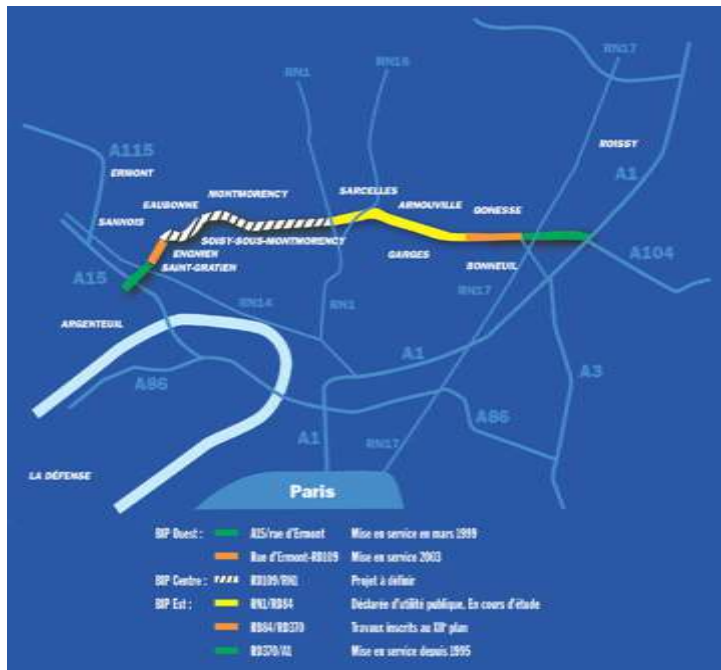 RN17
RN1
RN16
ROISSY
A115
ERMONT
A1
EAUBONNE
MONTMORENCY
SARCELLES
ARNOUVILLE
GONESSE
SANNOIS
SOISY-SOUS-MONTMORENCY
ENGHIEN
GARGES
BONNEUIL
A104
SAINT-GRATIEN
A15
RN14
RN1
RN17
ARGENTEUIL
A1
A3
A86
A86
A1
RN17
LA DÉFENSE
Paris
BIP Ouest : A15/rue d'Ermont Mise en service en mars 1999
Rue d'Ermont-RD109 Mise en service 2003
BIP Centre : RD109/RN1 Projet à définir
BIP Est : RN1/RD84 Déclarée d'utilité publique, En cours d'étude
RD84/RD370 Travaux inscrits au XIIe plan
RD370/A1 Mise en service depuis 1995